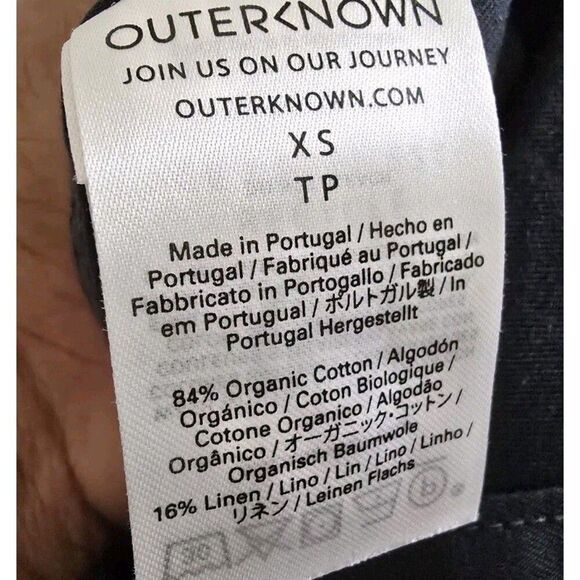 OUTERKNOWN
JOIN US ON OUR JOURNEY
OUTERKNOWN.COM
XS
TP
Made in Portugal / Hecho en
Portugal / Fabriqué au Portugal /
Fabbricato in Portogallo / Fabricado
em Portugual / ポルトガル製 / In
Portugal Hergestellt
84% Organic Cotton / Algodón
Orgánico / Coton Biologique /
Cotone Organico / Algodão
Orgânico / オーガニック・コットン /
Organisch Baumwole
16% Linen / Lino / Lin / Lino / Linho /
リネン / Leinen Flachs